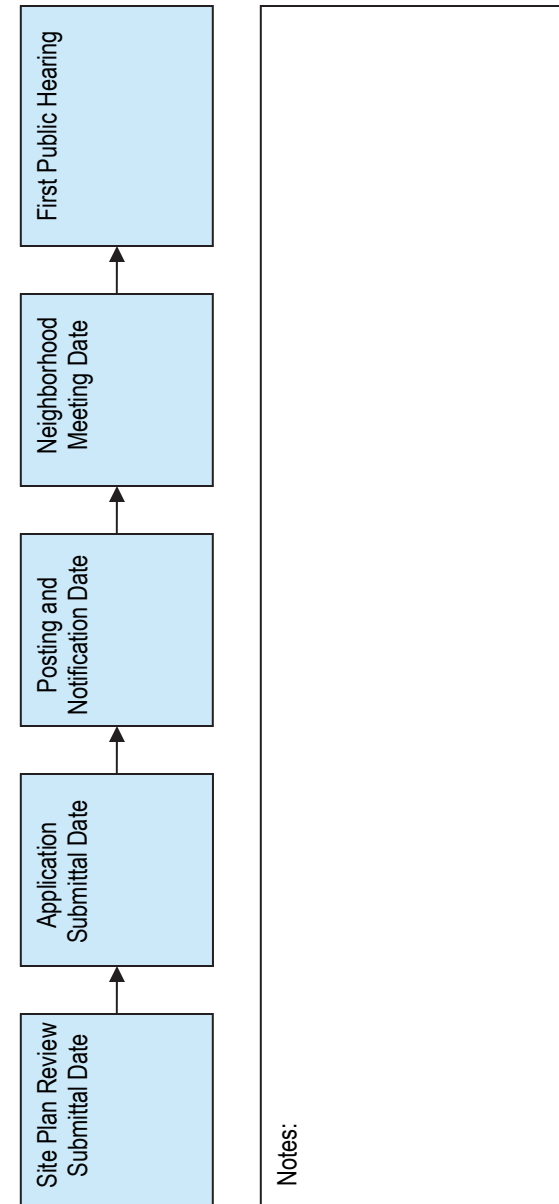 Site Plan Review
Submittal Date
Application
Submittal Date
Posting and
Notification Date
Neighborhood
Meeting Date
First Public Hearing
Notes: